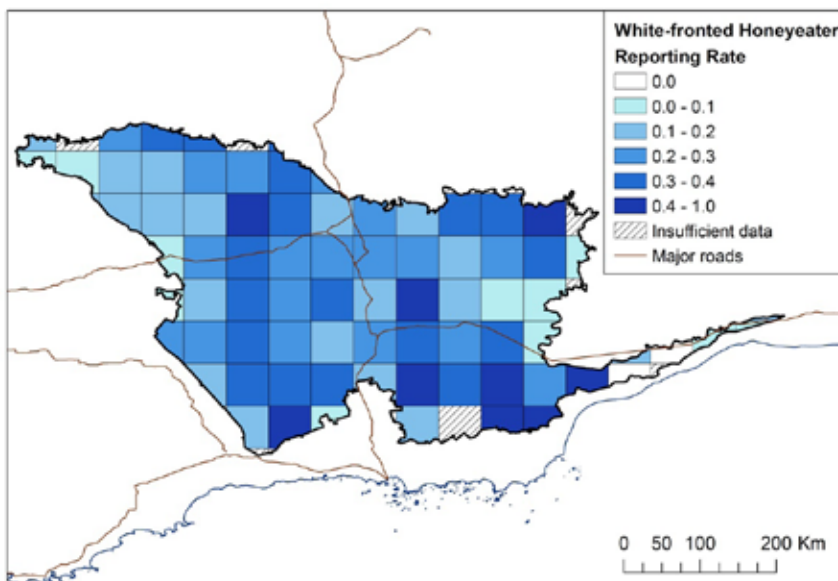 White-fronted Honeyeater
Reporting Rate
0.0
0.0 - 0.1
0.1 - 0.2
0.2 - 0.3
0.3 - 0.4
0.4 - 1.0
Insufficient data
Major roads
0 50 100 200 Km